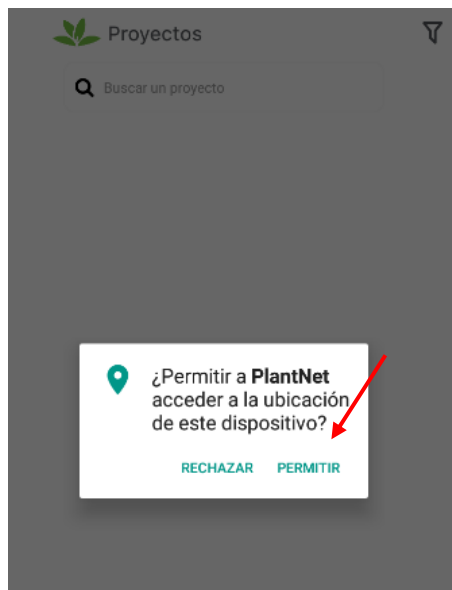 Proyectos
Buscar un proyecto
¿Permitir a PlantNet
acceder a la ubicación
de este dispositivo?
RECHAZAR PERMITIR